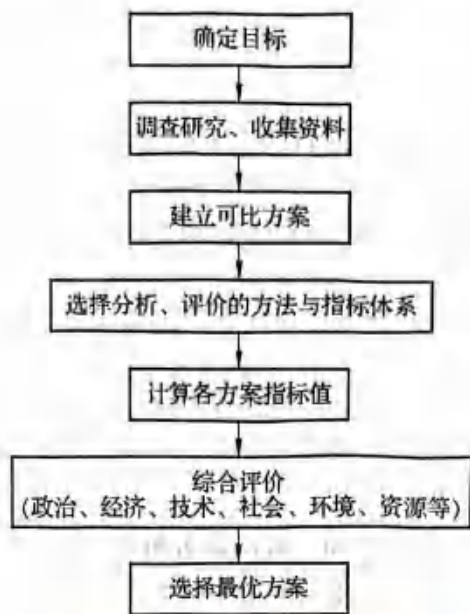 确定目标
调查研究、收集资料
建立可比方案
选择分析、评价的方法与指标体系
计算各方案指标值
综合评价
(政治、经济、技术、社会、环境、资源等)
选择最优方案